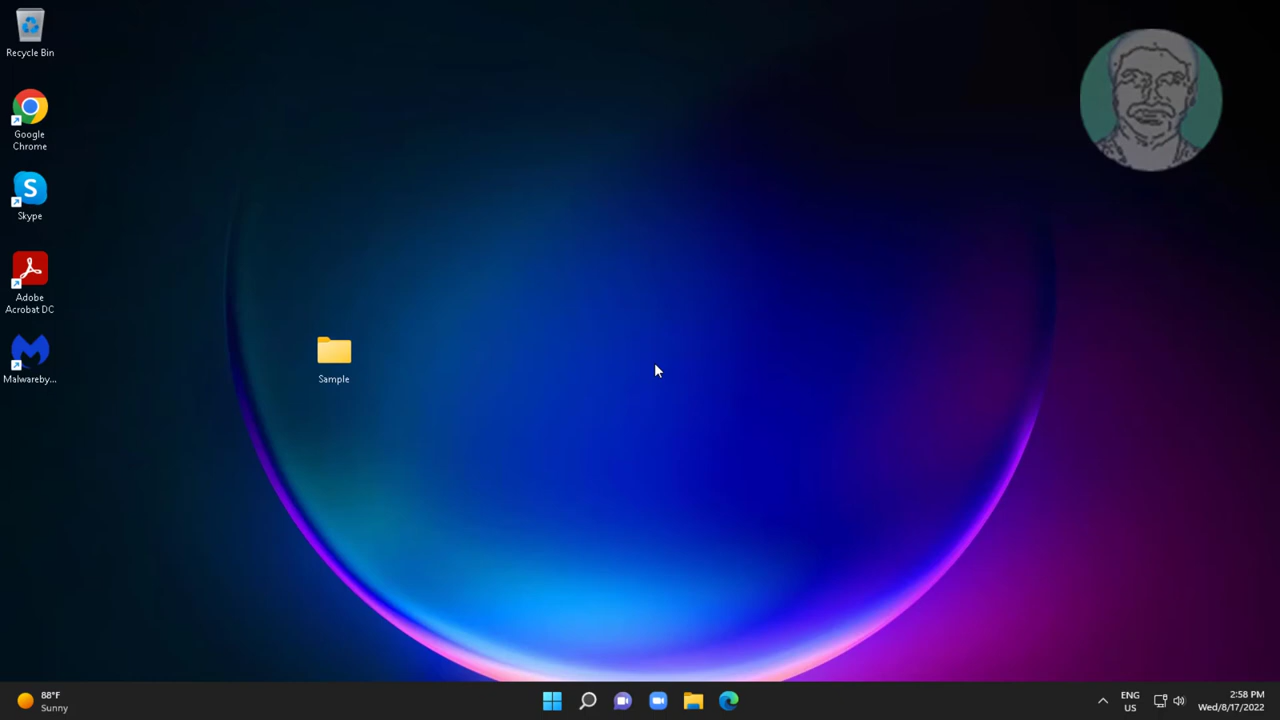 Recycle Bin
Google
Chrome
Skype
Adobe
Acrobat DC
Malwareby...
Sample
88°F
Sunny
ENG
US
2:58 PM
Wed/8/17/2022